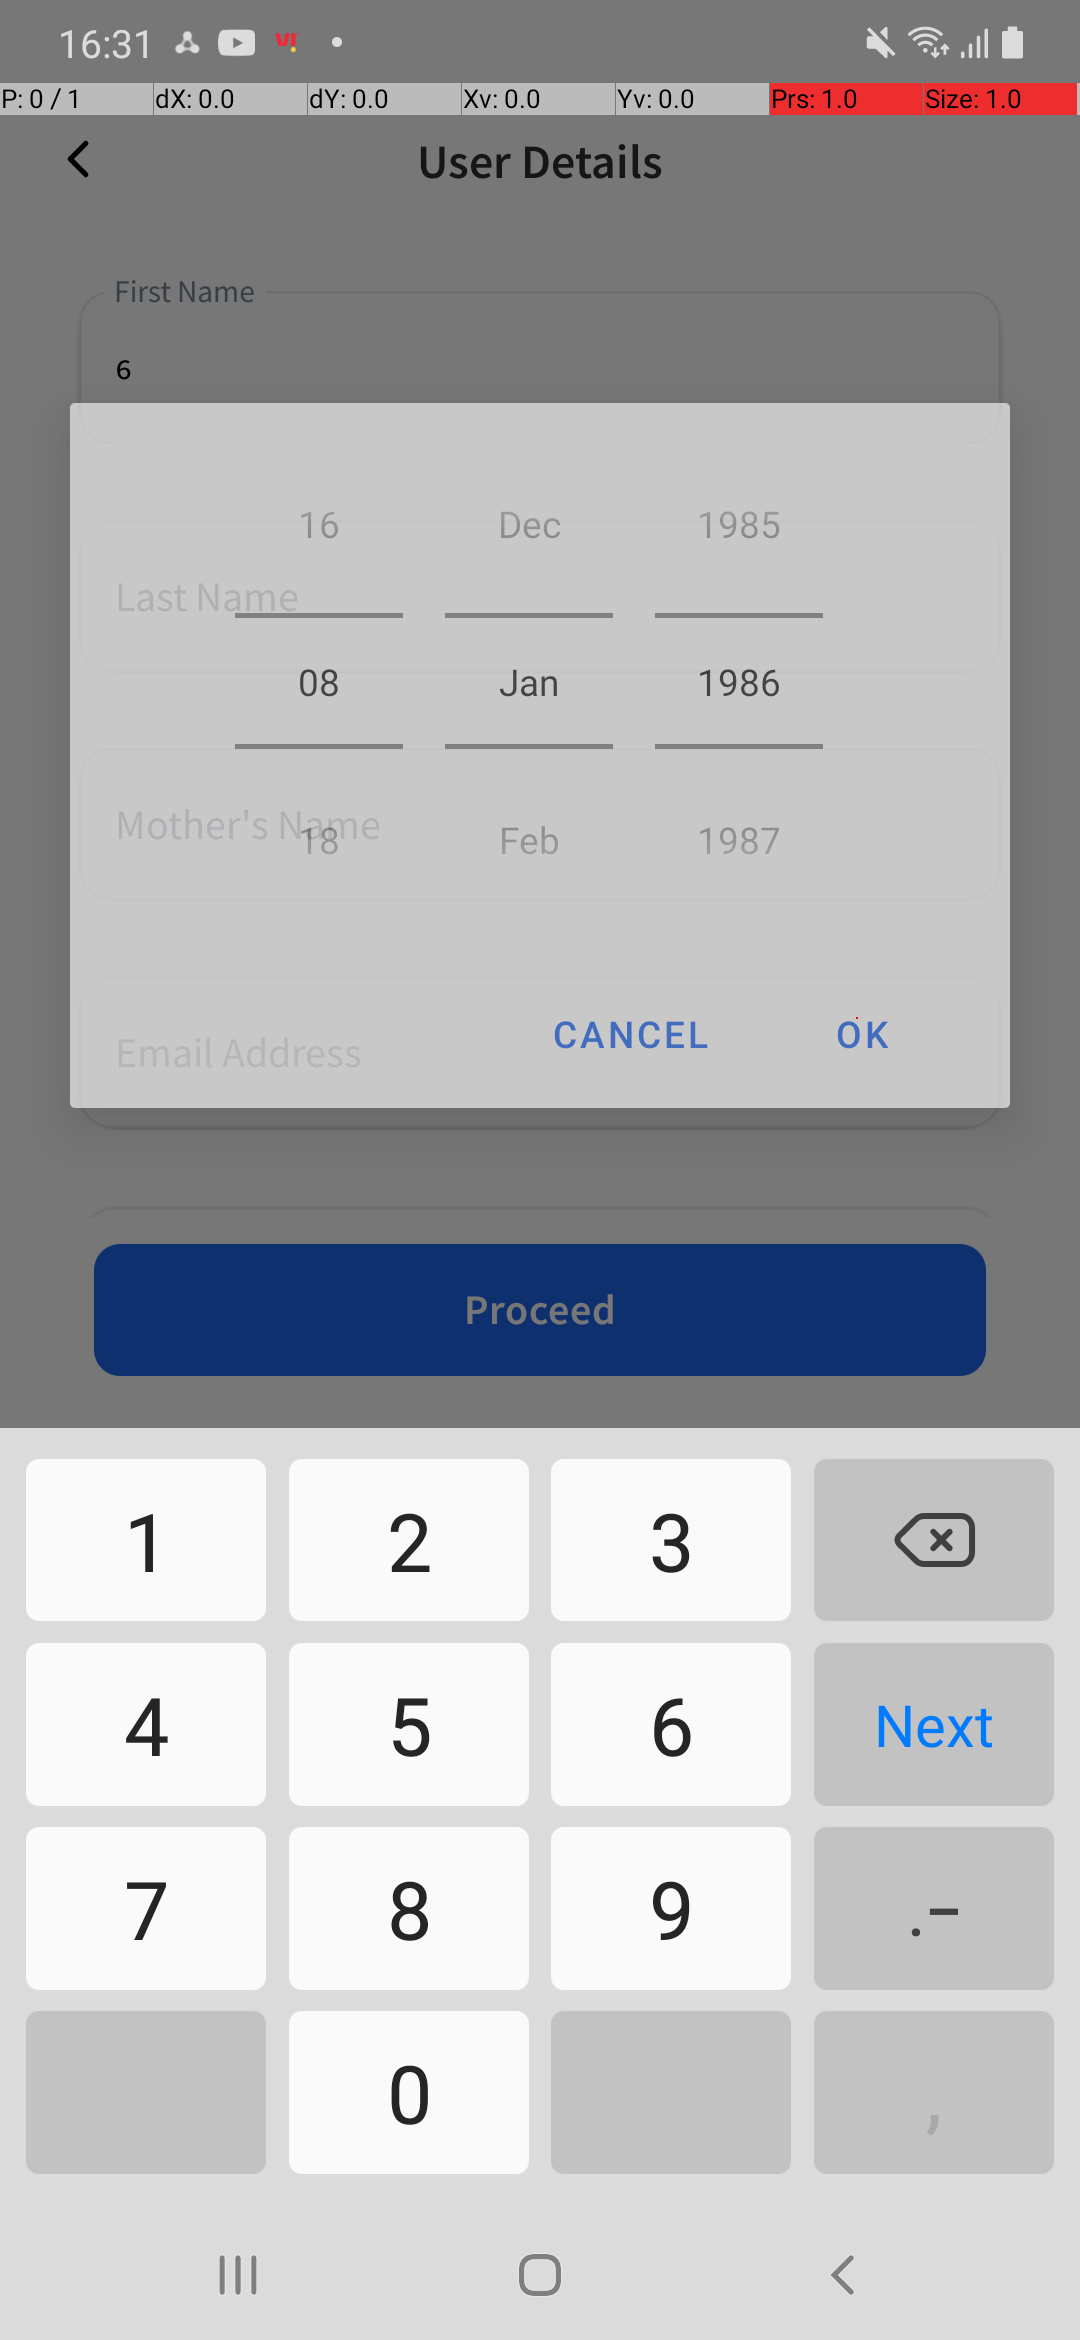 16:31
P: 0 / 1 dX: 0.0 dY: 0.0 Xv: 0.0 Yv: 0.0 Prs: 1.0 Size: 1.0
User Details
First Name
6
16 Dec 1985
Last Name
08 Jan 1986
Mother's Name
18 Feb 1987
Email Address
CANCEL OK
Proceed
1 2 3
4 5 6 Next
7 8 9 .-
0 ,